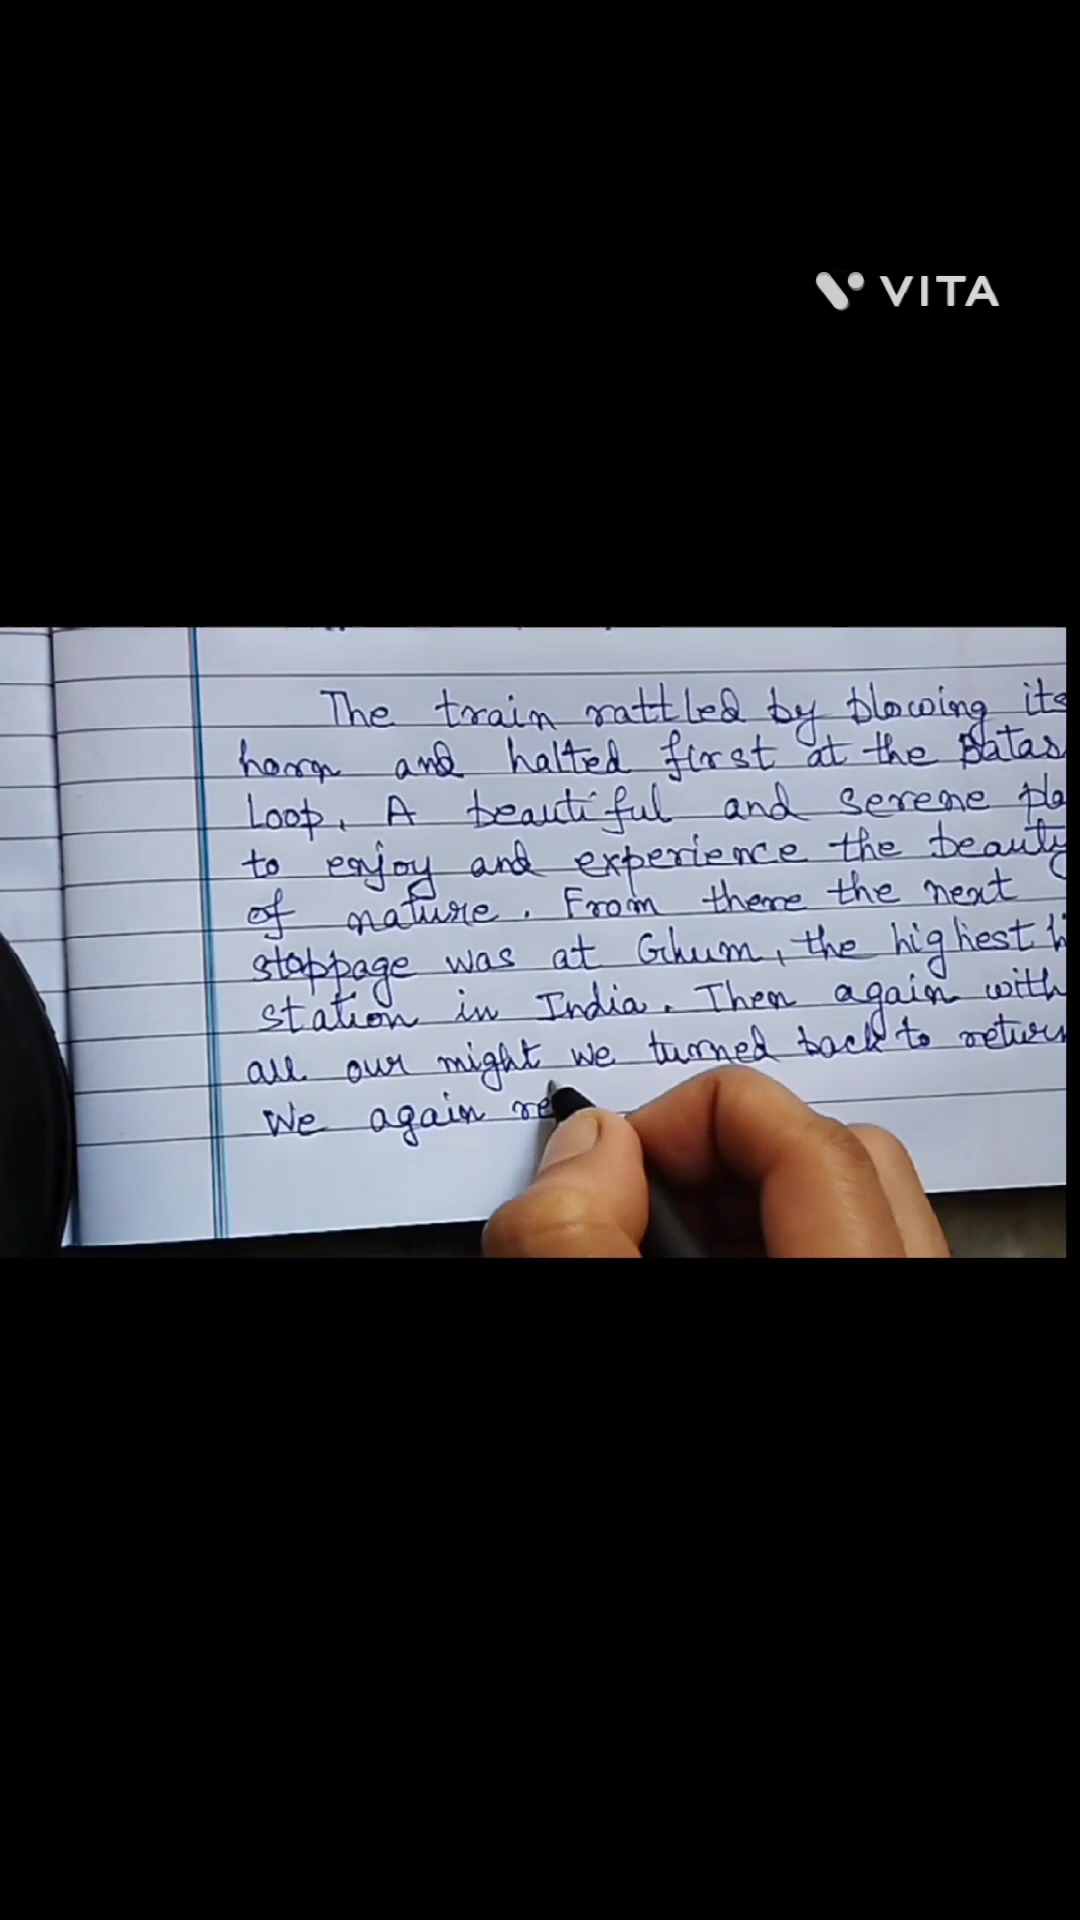 VITA
The train rattled by blowing its
horn and halted first at the Batas
Loop. A beautiful and serene pla
to enjoy and experience the beauty
of nature. From there the next
stoppage was at Ghum, the highest h
station in India. Then again with
all our might we turned back to return
We again re